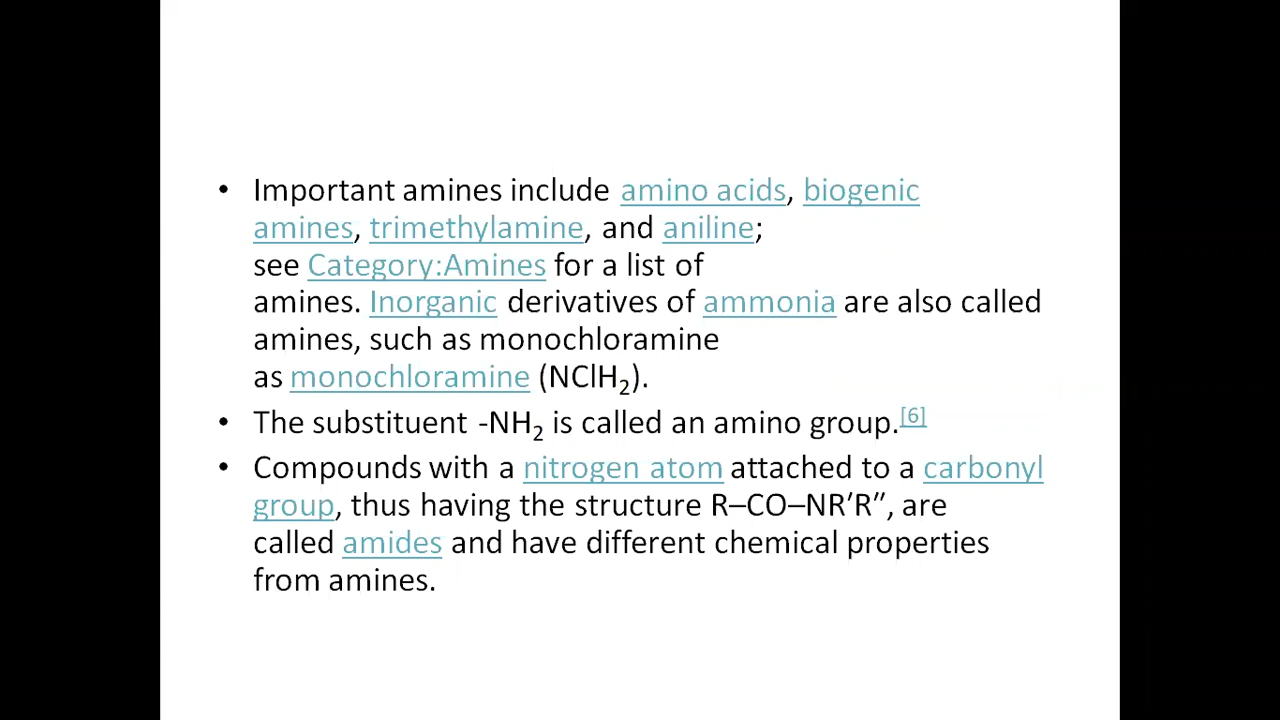 • Important amines include amino acids, biogenic
amines, trimethylamine, and aniline;
see Category:Amines for a list of
amines. Inorganic derivatives of ammonia are also called
amines, such as monochloramine
as monochloramine (NClH₂).
• The substituent -NH₂ is called an amino group.[6]
• Compounds with a nitrogen atom attached to a carbonyl
group, thus having the structure R–CO–NR′R″, are
called amides and have different chemical properties
from amines.